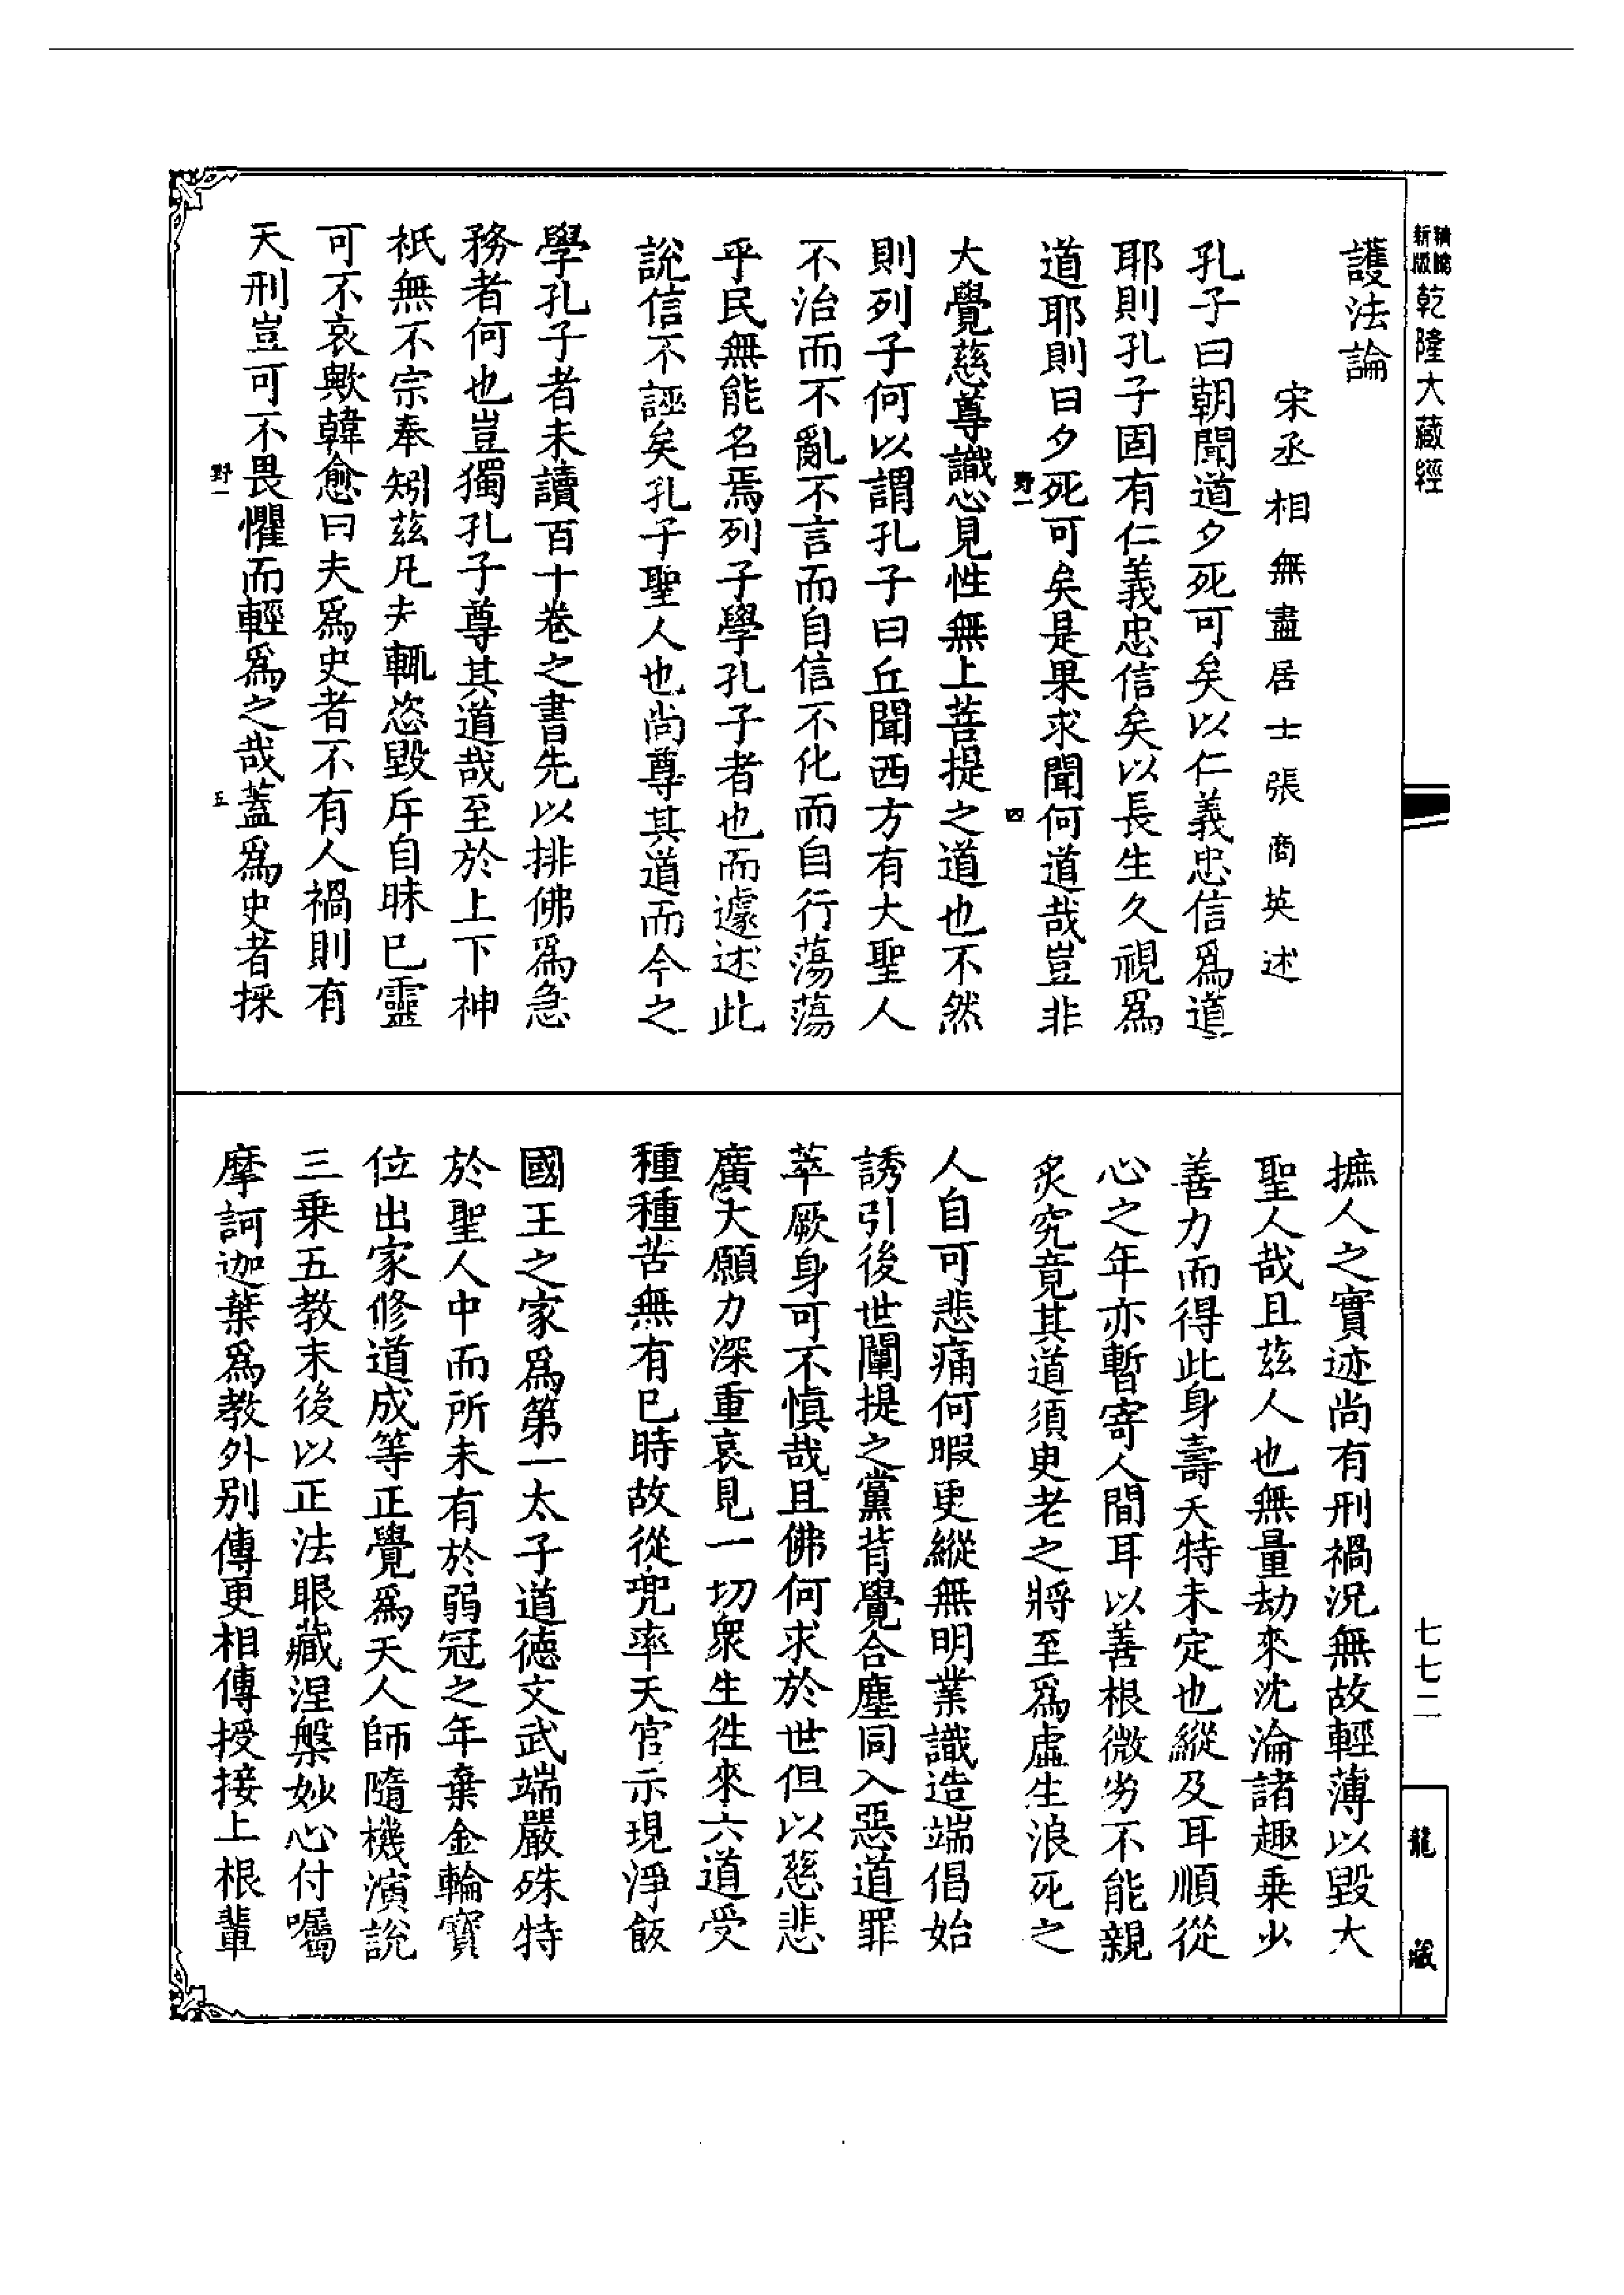 新版
乾隆大藏經
七七二
龍藏
護法論
宋丞相無盡居士張商英述
孔子曰朝聞道夕死可矣以仁義忠信爲道
耶則孔子固有仁義忠信矣以長生久視爲
道耶則曰夕死可矣是果求聞何道哉豈非
野一
四
大覺慈尊識心見性無上菩提之道也不然
則列子何以謂孔子曰丘聞西方有大聖人
不治而不亂不言而自信不化而自行蕩蕩
乎民無能名焉列子學孔子者也而遽述此
說信不誣矣孔子聖人也尚尊其道而今之
學孔子者未讀百十卷之書先以排佛爲急
務者何也豈獨孔子尊其道哉至於上下神
祇無不宗奉矧茲凡夫輒恣毀斥自昧已靈
可不哀歟韓愈曰夫爲史者不有人禍則有
天刑豈可不畏懼而輕爲之哉蓋爲史者採
野一
五
摭人之實迹尚有刑禍況無故輕薄以毀大
聖人哉且茲人也無量劫來沈淪諸趣乗少
善力而得此身壽夭特未定也縱及耳順從
心之年亦暫寄人間耳以善根微劣不能親
炙究竟其道須臾老之將至爲虛生浪死之
人自可悲痛何暇更縱無明業識造端倡始
誘引後世闡提之黨背覺合塵同入惡道罪
萃厥身可不慎哉且佛何求於世但以慈悲
廣大願力深重哀見一切衆生徃來六道受
種種苦無有已時故從兜率天宫示現淨飯
國王之家爲第一太子道德文武端嚴殊特
於聖人中而所未有於弱冠之年棄金輪寶
位出家修道成等正覺爲天人師隨機演說
三乗五教末後以正法眼藏涅槃妙心付囑
摩訶迦葉爲教外別傳更相傳授接上根輩